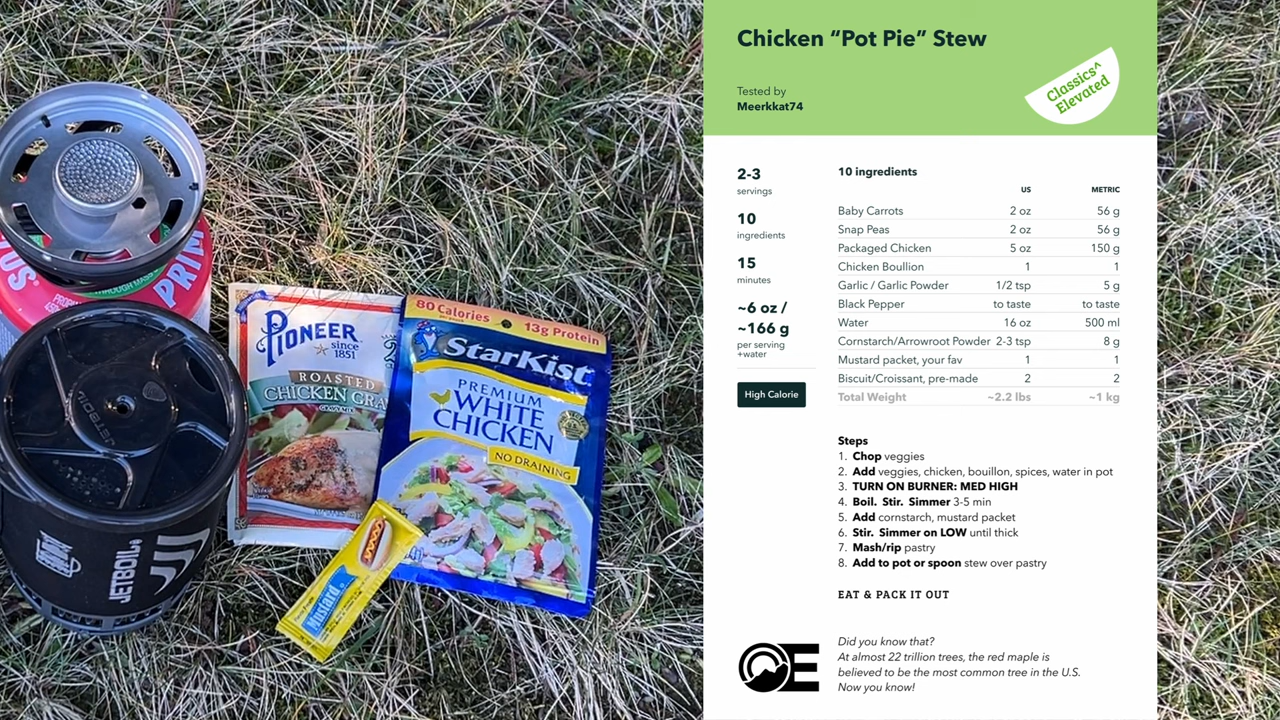 US
PRIM
THROUGH MASS
JETBOIL
JETBOIL
PIONEER
since
1851
ROASTED
CHICKEN GRA
80 Calories
13g Protein
StarKist
PREMIUM
WHITE
CHICKEN
NO DRAINING
Mustard
Chicken “Pot Pie” Stew
Tested by
Meerkkat74
Classics^
Elevated
2-3
servings
10
ingredients
15
minutes
~6 oz /
~166 g
per serving
+water
High Calorie
10 ingredients
US METRIC
Baby Carrots 2 oz 56 g
Snap Peas 2 oz 56 g
Packaged Chicken 5 oz 150 g
Chicken Boullion 1 1
Garlic / Garlic Powder 1/2 tsp 5 g
Black Pepper to taste to taste
Water 16 oz 500 ml
Cornstarch/Arrowroot Powder 2-3 tsp 8 g
Mustard packet, your fav 1 1
Biscuit/Croissant, pre-made 2 2
Total Weight ~2.2 lbs ~1 kg
Steps
1. Chop veggies
2. Add veggies, chicken, bouillon, spices, water in pot
3. TURN ON BURNER: MED HIGH
4. Boil. Stir. Simmer 3-5 min
5. Add cornstarch, mustard packet
6. Stir. Simmer on LOW until thick
7. Mash/rip pastry
8. Add to pot or spoon stew over pastry
EAT & PACK IT OUT
OE
Did you know that?
At almost 22 trillion trees, the red maple is
believed to be the most common tree in the U.S.
Now you know!